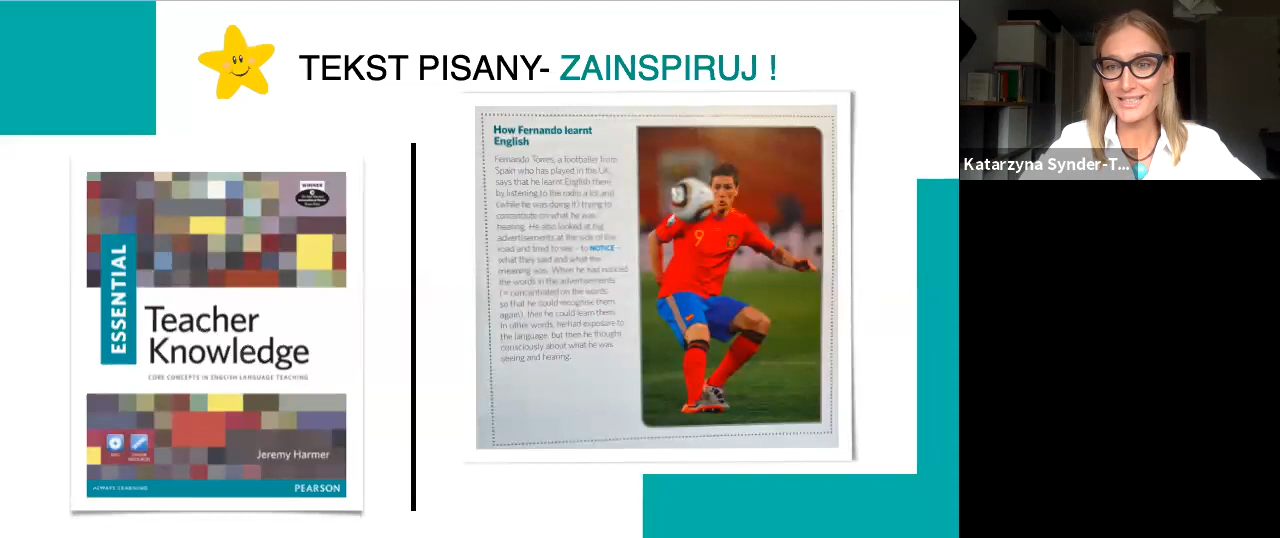 TEKST PISANY- ZAINSPIRUJ !
WINNER
ESSENTIAL
Teacher
Knowledge
CORE CONCEPTS IN ENGLISH LANGUAGE TEACHING
Jeremy Harmer
ALWAYS LEARNING
PEARSON
How Fernando learnt
English
Fernando Torres, a footballer from
Spain who has played in the UK,
says that he learnt English there
by listening to the radio a lot and
(while he was doing it) trying to
concentrate on what he was
hearing. He also looked at big
advertisements at the side of the
road and tried to see – to NOTICE –
what they said and what the
meaning was. When he had noticed
the words in the advertisements
(= concentrated on the words
so that he could recognise them
again), then he could learn them.
In other words, he had exposure to
the language, but then he thought
consciously about what he was
seeing and hearing.
9
Katarzyna Synder-T...